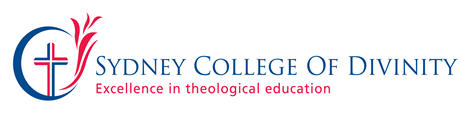 SYDNEY COLLEGE OF DIVINITY
Excellence in theological education